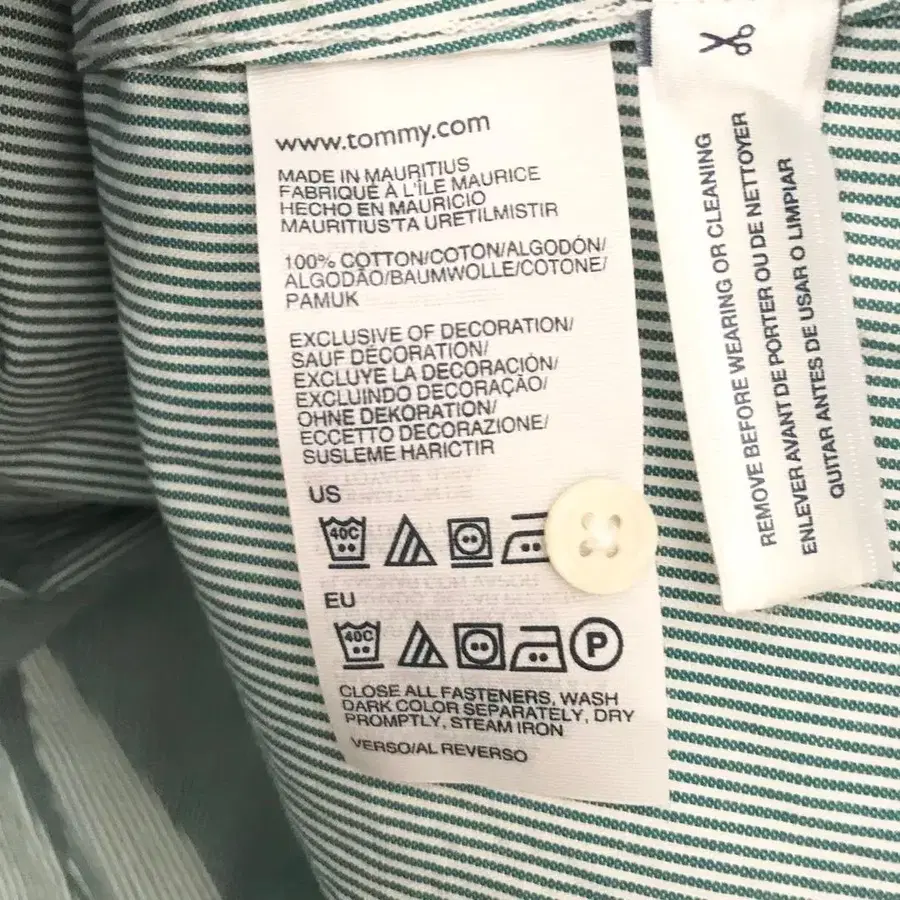 www.tommy.com
MADE IN MAURITIUS
FABRIQUÉ À L'ÎLE MAURICE
HECHO EN MAURICIO
MAURITIUS'TA URETILMISTIR
100% COTTON/COTON/ALGODÓN/
ALGODÃO/BAUMWOLLE/COTONE/
PAMUK
EXCLUSIVE OF DECORATION/
SAUF DÉCORATION/
EXCLUYE LA DECORACIÓN/
EXCLUINDO DECORAÇÃO/
OHNE DEKORATION/
ECCETTO DECORAZIONE/
SUSLEME HARICTIR
US
40C
EU
40C
P
CLOSE ALL FASTENERS, WASH
DARK COLOR SEPARATELY, DRY
PROMPTLY, STEAM IRON
VERSO/AL REVERSO
REMOVE BEFORE WEARING OR CLEANING
ENLEVER AVANT DE PORTER OU DE NETTOYER
QUITAR ANTES DE USAR O LIMPIAR